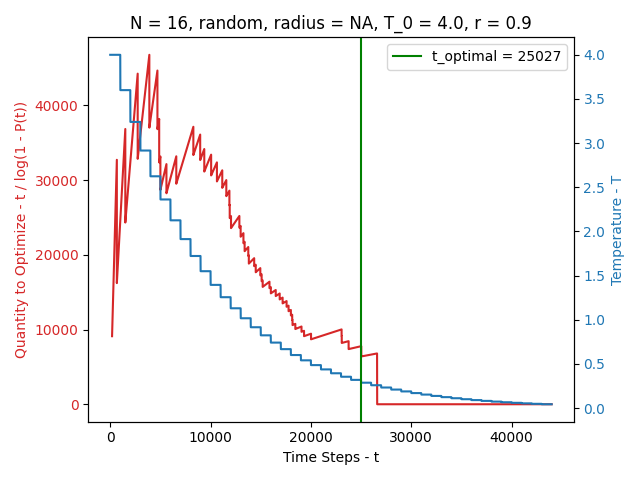 N = 16, random, radius = NA, T_0 = 4.0, r = 0.9
t_optimal = 25027
Quantity to Optimize - t / log(1 - P(t))
40000
30000
20000
10000
0
4.0
3.5
3.0
2.5
2.0
1.5
1.0
0.5
0.0
Temperature - T
0 10000 20000 30000 40000
Time Steps - t